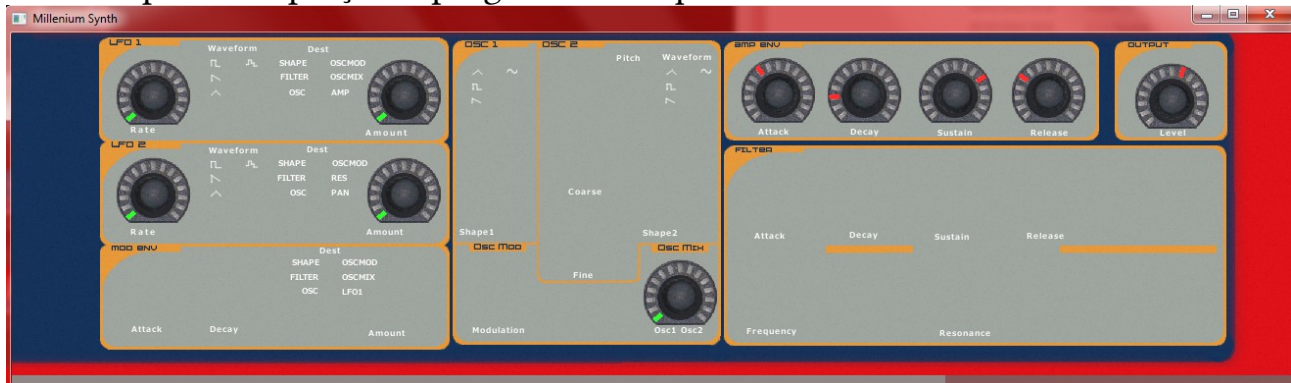 Millenium Synth
LFO 1
Waveform Dest
SHAPE OSCMOD
FILTER OSCMIX
OSC AMP
Rate Amount
LFO 2
Waveform Dest
SHAPE OSCMOD
FILTER RES
OSC PAN
Rate Amount
MOD ENV
Dest
SHAPE OSCMOD
FILTER OSCMIX
OSC LFO1
Attack Decay Amount
OSC 1 OSC 2
Pitch Waveform
Coarse
Shape1 Shape2
Osc Mod Osc Mix
Fine
Modulation Osc1 Osc2
AMP ENV
Attack Decay Sustain Release
OUTPUT
Level
FILTER
Attack Decay Sustain Release
Frequency Resonance